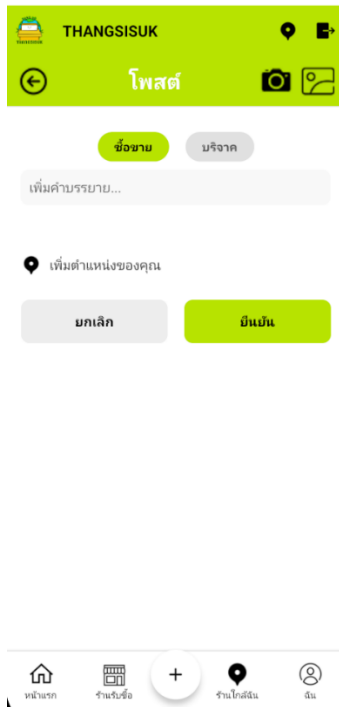 THANGSISUK
โพสต์
ซื้อขาย
บริจาค
เพิ่มคำบรรยาย...
เพิ่มตำแหน่งของคุณ
ยกเลิก
ยืนยัน
หน้าแรก
ร้านรับซื้อ
+
ร้านใกล้ฉัน
ฉัน